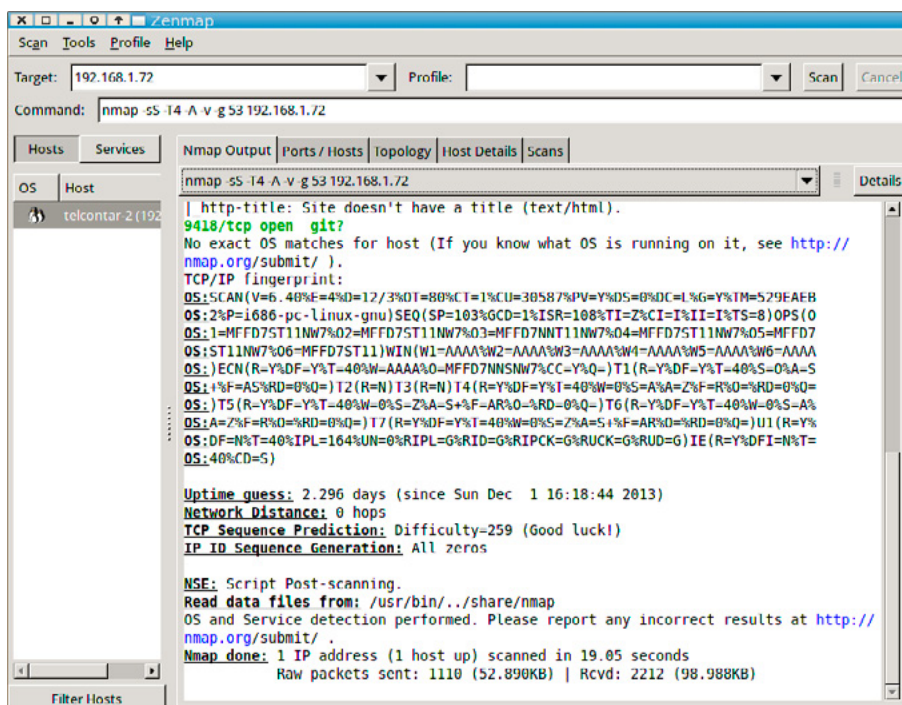 Zenmap
Scan Tools Profile Help
Target: 192.168.1.72 Profile: Scan Cancel
Command: nmap -sS -T4 -A -v -g 53 192.168.1.72
Hosts Services
Nmap Output Ports / Hosts Topology Host Details Scans
OS Host
nmap -sS -T4 -A -v -g 53 192.168.1.72 Details
telcontar-2 (192
| http-title: Site doesn't have a title (text/html).
9418/tcp open git?
No exact OS matches for host (If you know what OS is running on it, see http://
nmap.org/submit/ ).
TCP/IP fingerprint:
OS:SCAN(V=6.40%E=4%D=12/3%OT=80%CT=1%CU=30587%PV=Y%DS=0%DC=L%G=Y%TM=529EAEB
OS:2%P=i686-pc-linux-gnu)SEQ(SP=103%GCD=1%ISR=108%TI=Z%CI=I%II=I%TS=8)OPS(O
OS:1=MFFD7ST11NW7%O2=MFFD7ST11NW7%O3=MFFD7NNT11NW7%O4=MFFD7ST11NW7%O5=MFFD7
OS:ST11NW7%O6=MFFD7ST11)WIN(W1=AAAA%W2=AAAA%W3=AAAA%W4=AAAA%W5=AAAA%W6=AAAA
OS:)ECN(R=Y%DF=Y%T=40%W=AAAA%O=MFFD7NNSNW7%CC=Y%Q=)T1(R=Y%DF=Y%T=40%S=O%A=S
OS:+%F=AS%RD=0%Q=)T2(R=N)T3(R=N)T4(R=Y%DF=Y%T=40%W=0%S=A%A=Z%F=R%O=%RD=0%Q=
OS:)T5(R=Y%DF=Y%T=40%W=0%S=Z%A=S+%F=AR%O=%RD=0%Q=)T6(R=Y%DF=Y%T=40%W=0%S=A%
OS:A=Z%F=R%O=%RD=0%Q=)T7(R=Y%DF=Y%T=40%W=0%S=Z%A=S+%F=AR%O=%RD=0%Q=)U1(R=Y%
OS:DF=N%T=40%IPL=164%UN=0%RIPL=G%RID=G%RIPCK=G%RUCK=G%RUD=G)IE(R=Y%DFI=N%T=
OS:40%CD=S)
Uptime guess: 2.296 days (since Sun Dec 1 16:18:44 2013)
Network Distance: 0 hops
TCP Sequence Prediction: Difficulty=259 (Good luck!)
IP ID Sequence Generation: All zeros
NSE: Script Post-scanning.
Read data files from: /usr/bin/../share/nmap
OS and Service detection performed. Please report any incorrect results at http://
nmap.org/submit/ .
Nmap done: 1 IP address (1 host up) scanned in 19.05 seconds
Raw packets sent: 1110 (52.890KB) | Rcvd: 2212 (98.988KB)
Filter Hosts